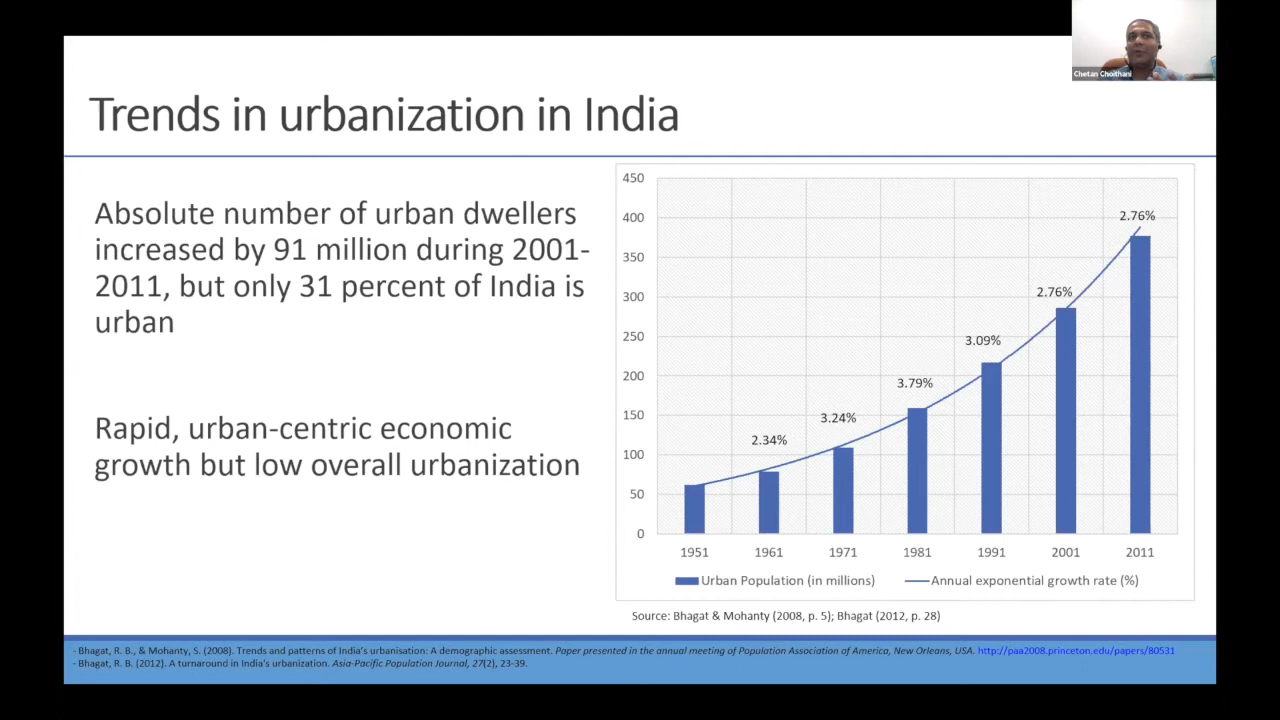 Chetan Choithani
Trends in urbanization in India
Absolute number of urban dwellers
increased by 91 million during 2001-
2011, but only 31 percent of India is
urban
Rapid, urban-centric economic
growth but low overall urbanization
450
400
350
300
250
200
150
100
50
0
2.34%
3.24%
3.79%
3.09%
2.76%
2.76%
1951 1961 1971 1981 1991 2001 2011
Urban Population (in millions) Annual exponential growth rate (%)
Source: Bhagat & Mohanty (2008, p. 5); Bhagat (2012, p. 28)
- Bhagat, R. B., & Mohanty, S. (2008). Trends and patterns of India's urbanisation: A demographic assessment. Paper presented in the annual meeting of Population Association of America, New Orleans, USA. http://paa2008.princeton.edu/papers/80531
- Bhagat, R. B. (2012). A turnaround in India's urbanization. Asia-Pacific Population Journal, 27(2), 23-39.